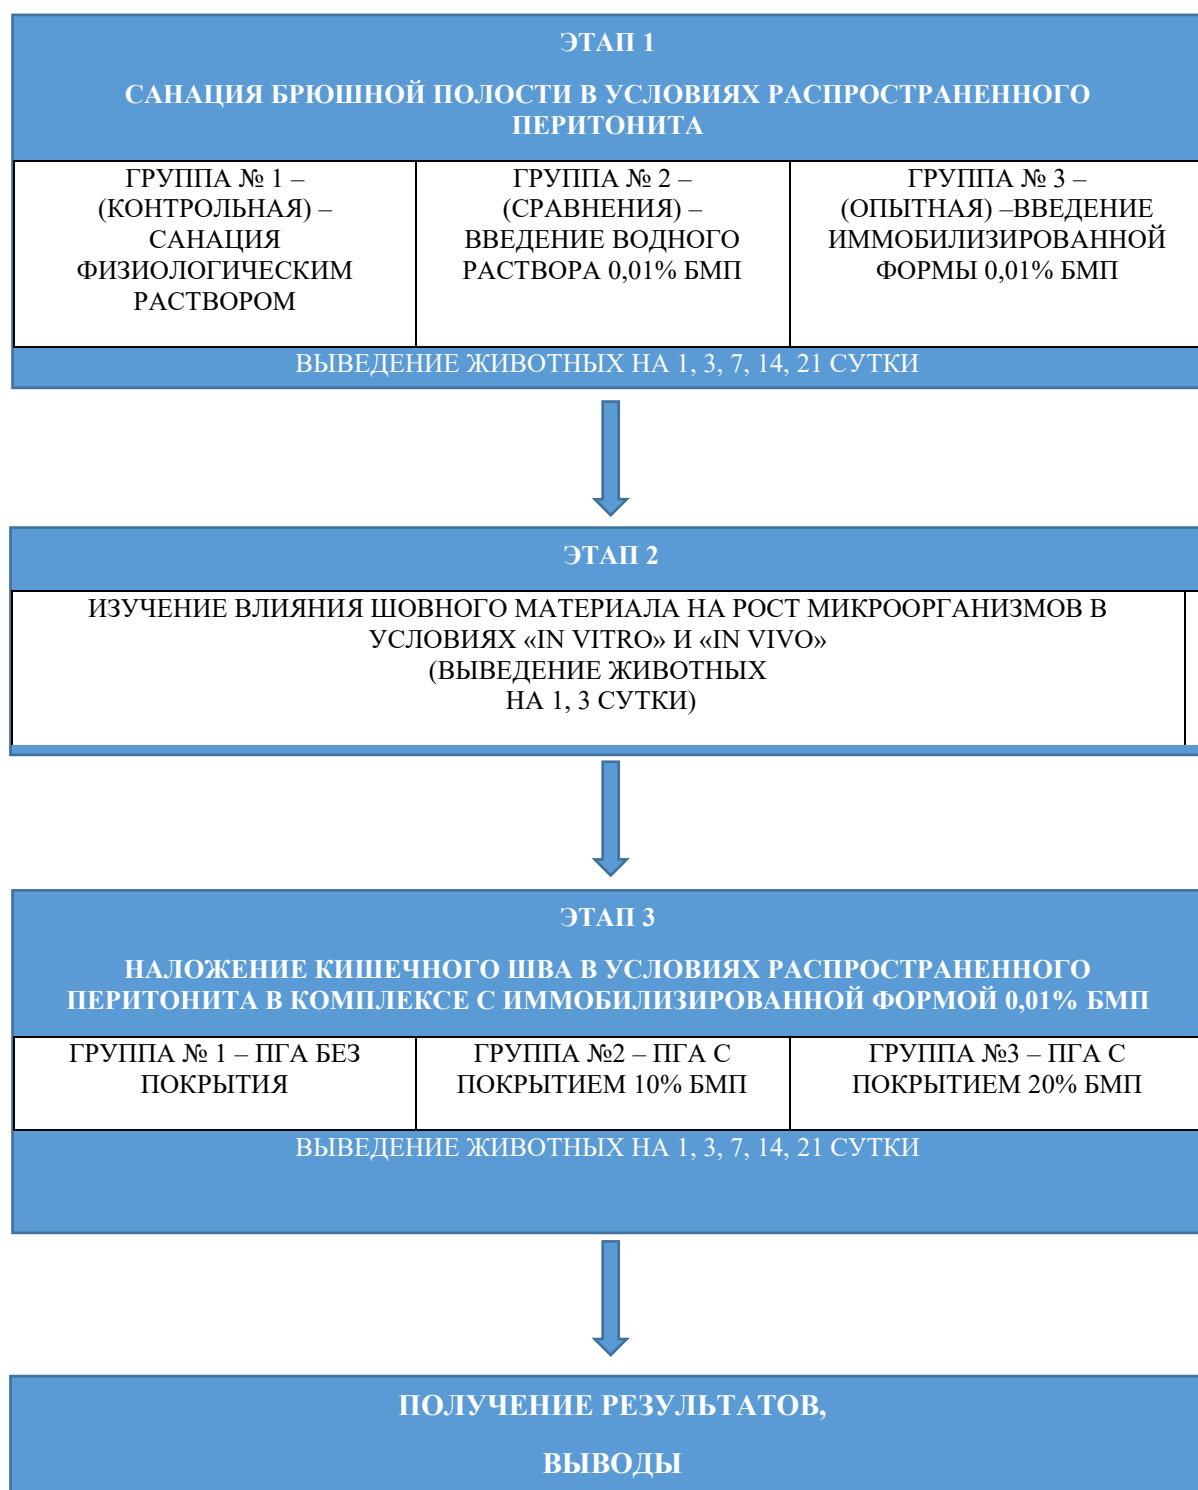 ЭТАП 1
САНАЦИЯ БРЮШНОЙ ПОЛОСТИ В УСЛОВИЯХ РАСПРОСТРАНЕННОГО
ПЕРИТОНИТА
ГРУППА № 1 –
(КОНТРОЛЬНАЯ) –
САНАЦИЯ
ФИЗИОЛОГИЧЕСКИМ
РАСТВОРОМ
ГРУППА № 2 –
(СРАВНЕНИЯ) –
ВВЕДЕНИЕ ВОДНОГО
РАСТВОРА 0,01% БМП
ГРУППА № 3 –
(ОПЫТНАЯ) –ВВЕДЕНИЕ
ИММОБИЛИЗИРОВАННОЙ
ФОРМЫ 0,01% БМП
ВЫВЕДЕНИЕ ЖИВОТНЫХ НА 1, 3, 7, 14, 21 СУТКИ
ЭТАП 2
ИЗУЧЕНИЕ ВЛИЯНИЯ ШОВНОГО МАТЕРИАЛА НА РОСТ МИКРООРГАНИЗМОВ В
УСЛОВИЯХ «IN VITRO» И «IN VIVO»
(ВЫВЕДЕНИЕ ЖИВОТНЫХ
НА 1, 3 СУТКИ)
ЭТАП 3
НАЛОЖЕНИЕ КИШЕЧНОГО ШВА В УСЛОВИЯХ РАСПРОСТРАНЕННОГО
ПЕРИТОНИТА В КОМПЛЕКСЕ С ИММОБИЛИЗИРОВАННОЙ ФОРМОЙ 0,01% БМП
ГРУППА № 1 – ПГА БЕЗ
ПОКРЫТИЯ
ГРУППА №2 – ПГА С
ПОКРЫТИЕМ 10% БМП
ГРУППА №3 – ПГА С
ПОКРЫТИЕМ 20% БМП
ВЫВЕДЕНИЕ ЖИВОТНЫХ НА 1, 3, 7, 14, 21 СУТКИ
ПОЛУЧЕНИЕ РЕЗУЛЬТАТОВ,
ВЫВОДЫ